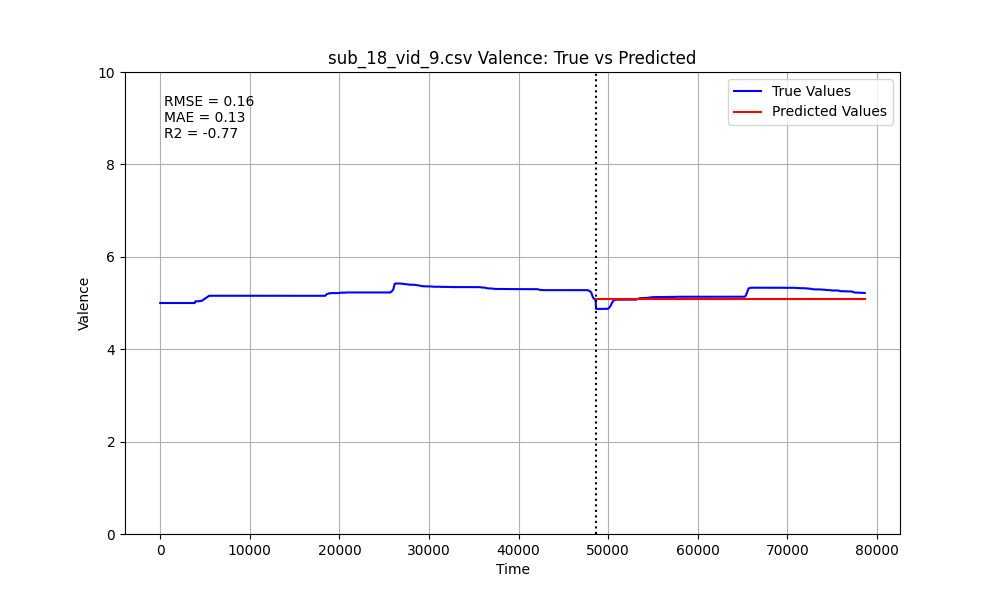 sub_18_vid_9.csv Valence: True vs Predicted
RMSE = 0.16
MAE = 0.13
R2 = -0.77
True Values
Predicted Values
10
8
6
4
2
0
Valence
0 10000 20000 30000 40000 50000 60000 70000 80000
Time